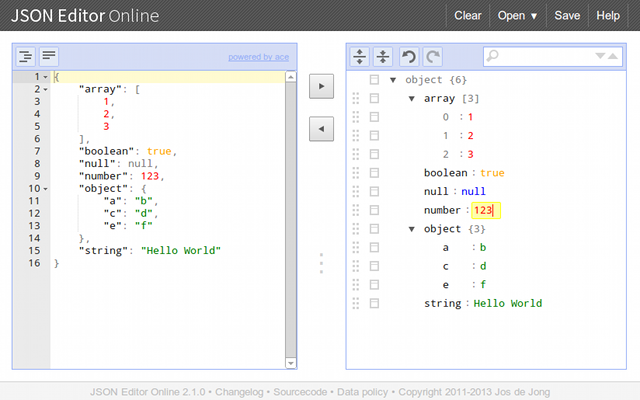 JSON Editor Online
Clear Open ▼ Save Help
powered by ace
1 {
2 "array": [
3 1,
4 2,
5 3
6 ],
7 "boolean": true,
8 "null": null,
9 "number": 123,
10 "object": {
11 "a": "b",
12 "c": "d",
13 "e": "f"
14 },
15 "string": "Hello World"
16 }
▼ object {6}
▼ array [3]
0 : 1
1 : 2
2 : 3
boolean : true
null : null
number : 123
▼ object {3}
a : b
c : d
e : f
string : Hello World
JSON Editor Online 2.1.0 • Changelog • Sourcecode • Data policy • Copyright 2011-2013 Jos de Jong